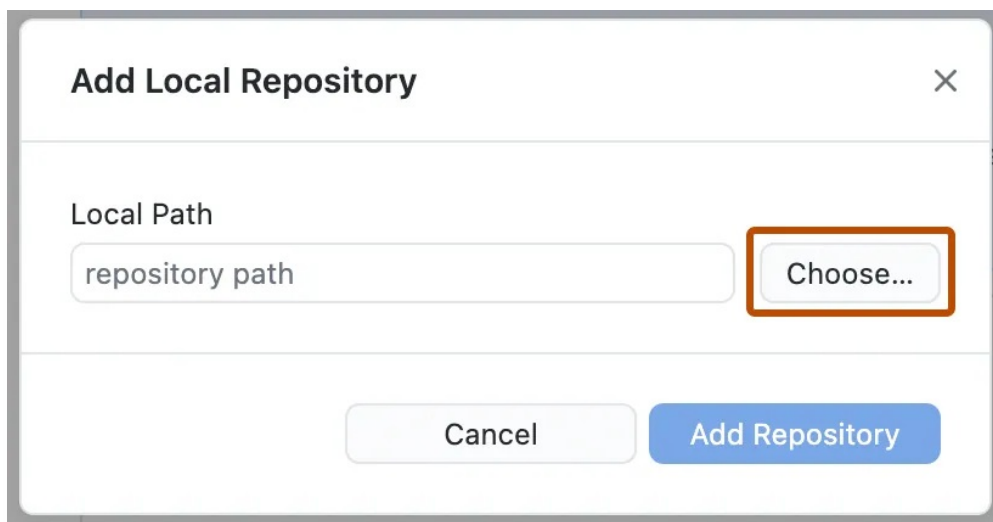 Add Local Repository
Local Path
repository path
Choose...
Cancel
Add Repository